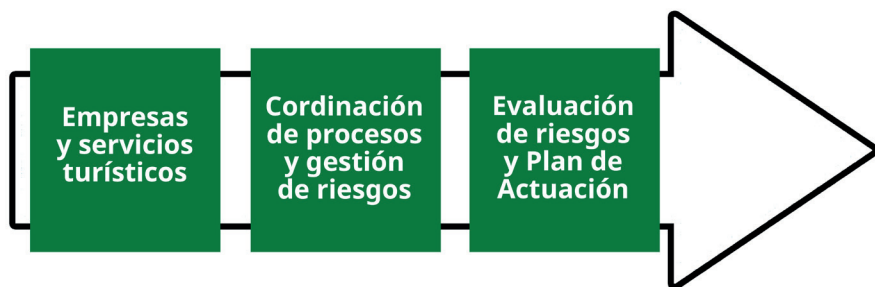 Empresas
y servicios
turísticos
Cordinación
de procesos
y gestión
de riesgos
Evaluación
de riesgos
y Plan de
Actuación